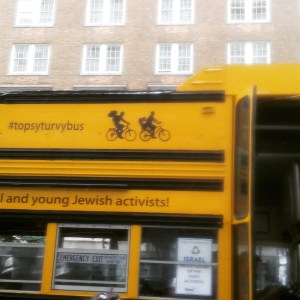 #topsyturvybus
l and young Jewish activists!
EMERGENCY EXIT
ISRAEL